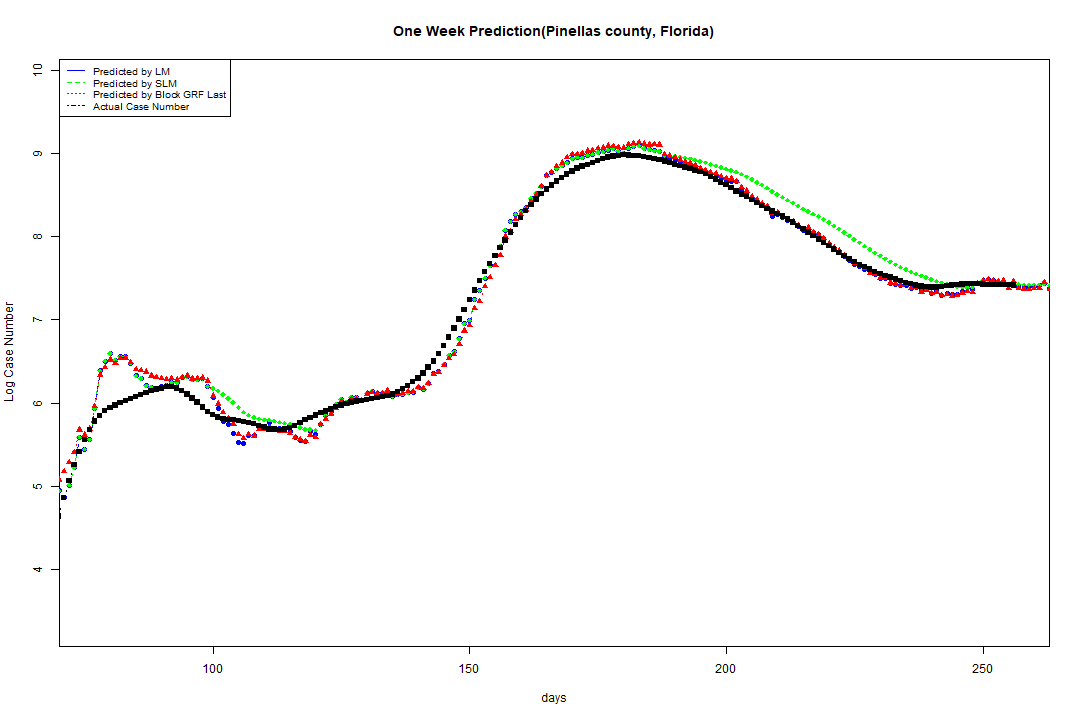 One Week Prediction(Pinellas county, Florida)
Predicted by LM
Predicted by SLM
Predicted by Block GRF Last
Actual Case Number
10
9
8
7
6
5
4
Log Case Number
100
150
200
250
days